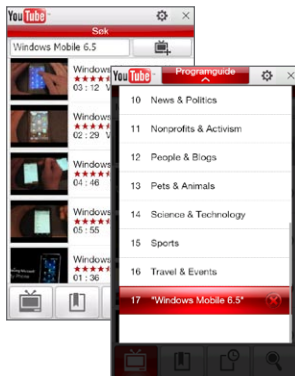 YouTube
Søk
Windows Mobile 6.5
Windows
03 : 12 V
Windows
02 : 29 V
Windows
04 : 46
Windows
05 : 55
Windows
01 : 36
YouTube Programguide
10 News & Politics
11 Nonprofits & Activism
12 People & Blogs
13 Pets & Animals
14 Science & Technology
15 Sports
16 Travel & Events
17 "Windows Mobile 6.5"